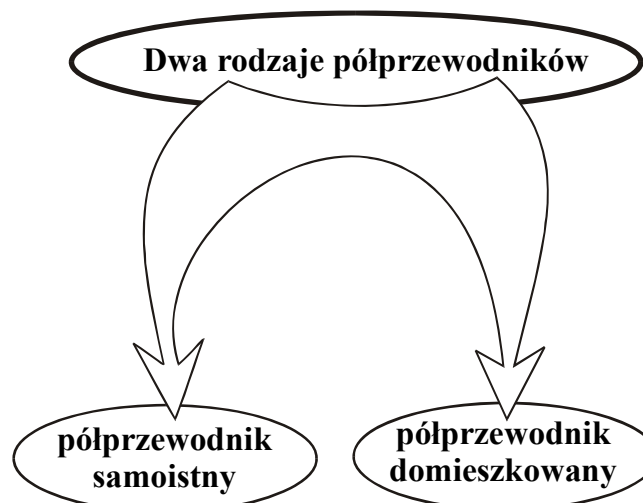 Dwa rodzaje półprzewodników
półprzewodnik
samoistny
półprzewodnik
domieszkowany